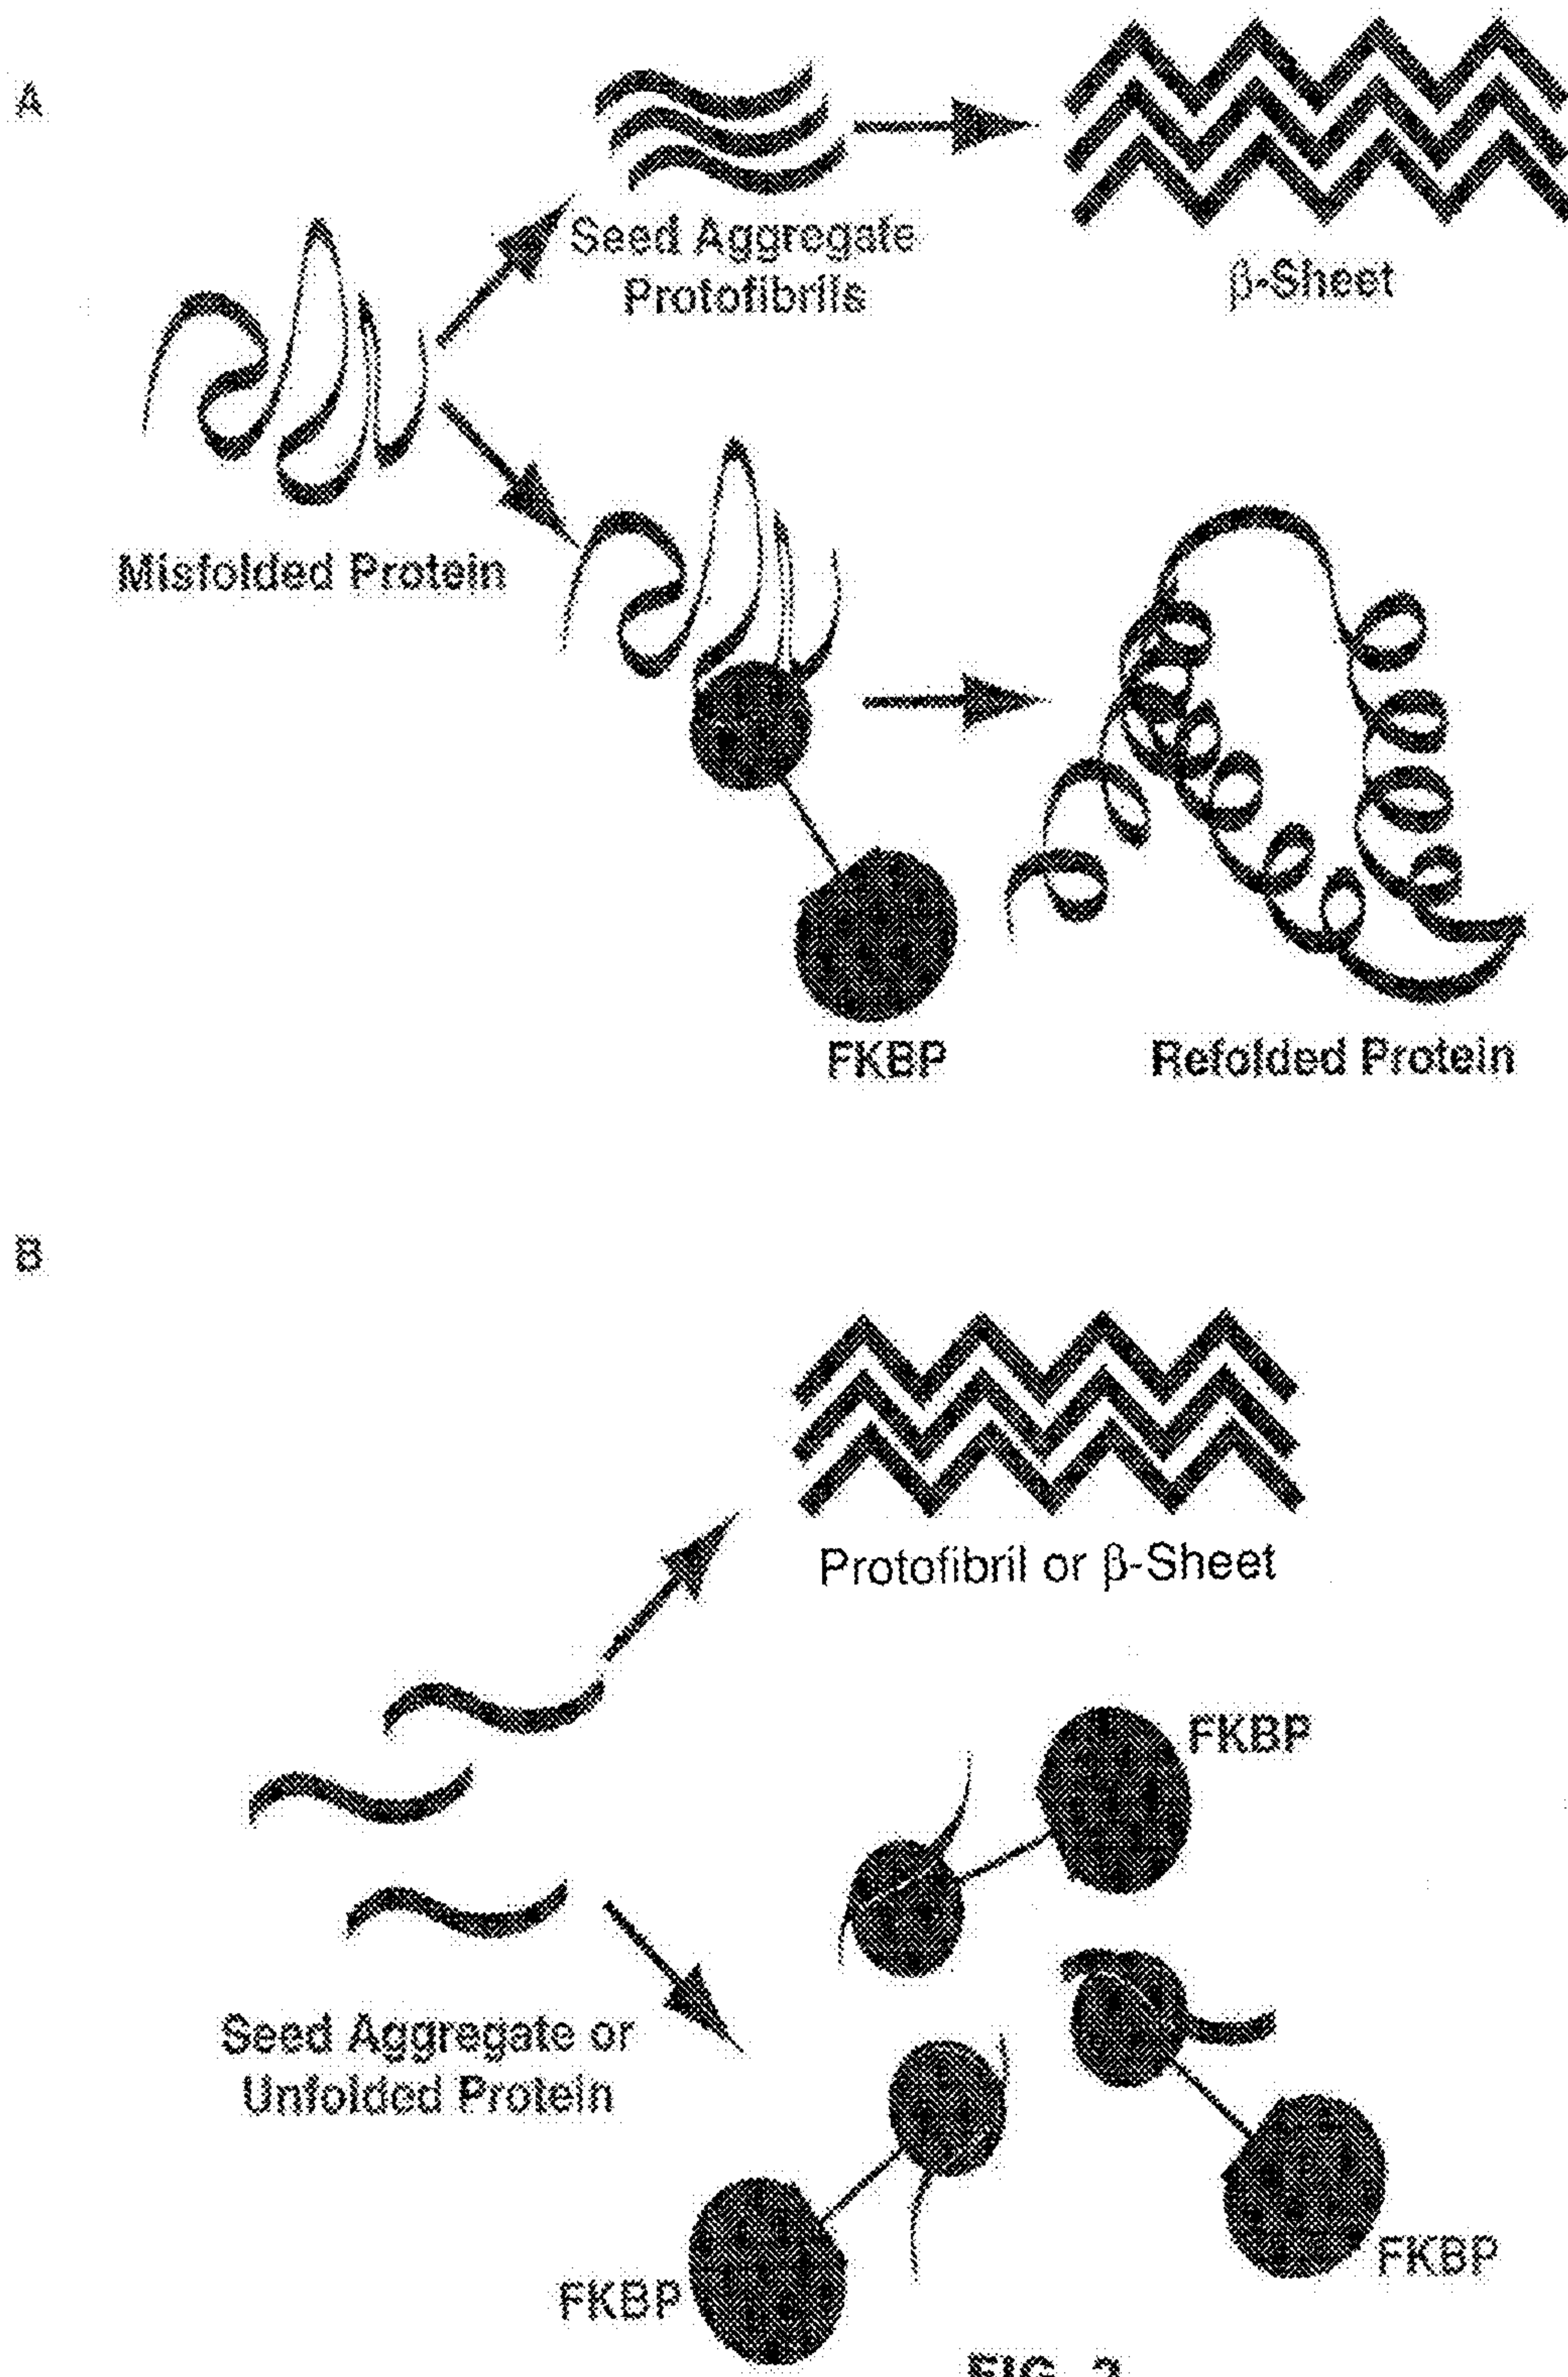 A
Seed Aggregate
Protofibrils
β-Sheet
Misfolded Protein
FKBP
Refolded Protein
B
Protofibril or β-Sheet
FKBP
Seed Aggregate or
Unfolded Protein
FKBP
FKBP
FIG.